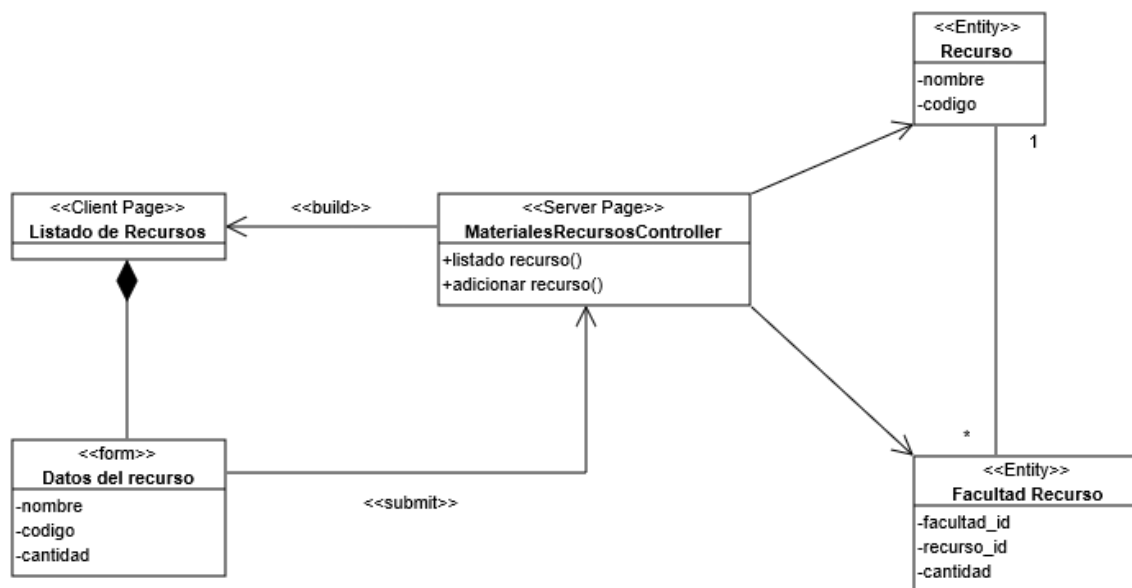 <<Entity>>
Recurso
-nombre
-codigo
1
<<Client Page>>
Listado de Recursos
<<build>>
<<Server Page>>
MaterialesRecursosController
+listado recurso()
+adicionar recurso()
<<form>>
Datos del recurso
-nombre
-codigo
-cantidad
<<submit>>
*
<<Entity>>
Facultad Recurso
-facultad_id
-recurso_id
-cantidad